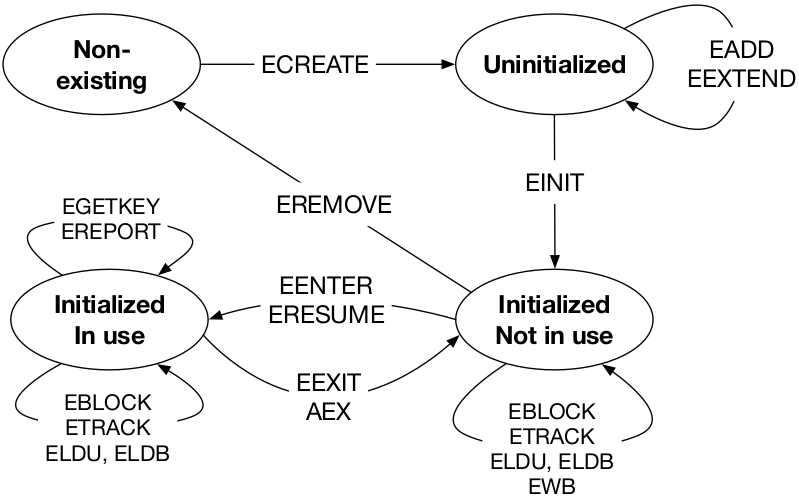 Non-
existing
ECREATE
Uninitialized
EADD
EEXTEND
EINIT
EREMOVE
EGETKEY
EREPORT
Initialized
In use
EENTER
ERESUME
Initialized
Not in use
EEXIT
AEX
EBLOCK
ETRACK
ELDU, ELDB
EBLOCK
ETRACK
ELDU, ELDB
EWB